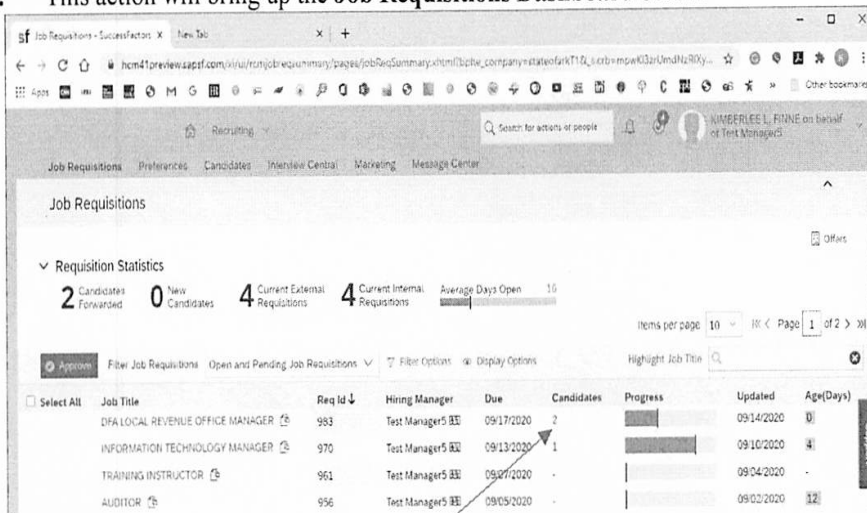 This action will bring up the Job Requisitions
Job Requisitions - SuccessFactors X New Tab X +
Apps M G Other bookmarks
Recruiting Search for actions or people KIMBERLEE L. FINNE on behalf
of Test Manager5
Job Requisitions Preferences Candidates Interview Central Marketing Message Center
Job Requisitions
Offers
Requisition Statistics
2 Candidates Forwarded 0 New Candidates 4 Current External Requisitions 4 Current Internal Requisitions Average Days Open 16
Items per page 10 Page 1 of 2
Approve Filter Job Requisitions Open and Pending Job Requisitions Filter Options Display Options Highlight Job Title
Select All Job Title Req Id ↓ Hiring Manager Due Candidates Progress Updated Age(Days)
DFA LOCAL REVENUE OFFICE MANAGER 983 Test Manager5 09/17/2020 2 09/14/2020 0
INFORMATION TECHNOLOGY MANAGER 970 Test Manager5 09/13/2020 1 09/10/2020 4
TRAINING INSTRUCTOR 961 Test Manager5 09/27/2020 - 09/04/2020 -
AUDITOR 956 Test Manager5 09/05/2020 - 09/02/2020 12